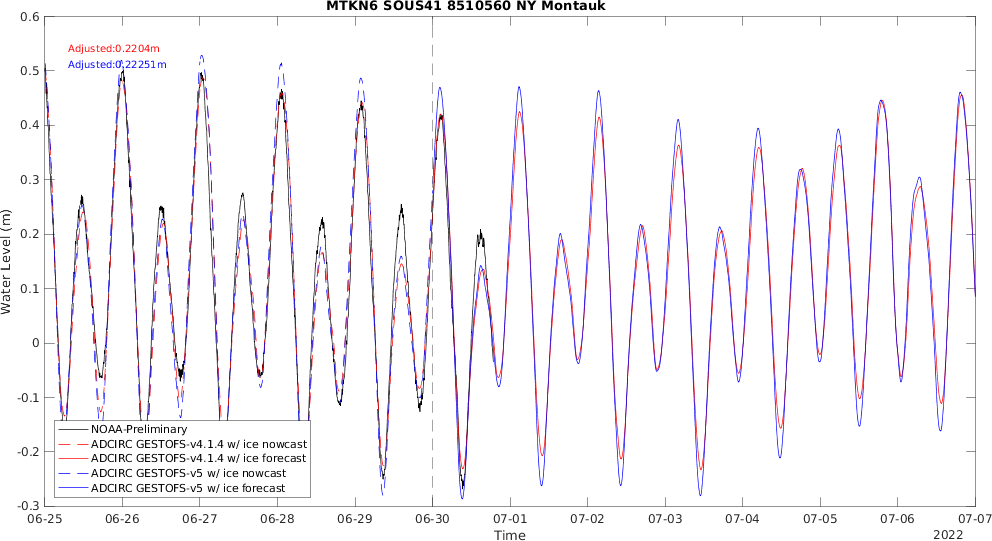 MTKN6 SOUS41 8510560 NY Montauk
0.6
0.5
0.4
0.3
0.2
0.1
0
-0.1
-0.2
-0.3
Water Level (m)
Adjusted:0.2204m
Adjusted:0.22251m
NOAA-Preliminary
ADCIRC GESTOFS-v4.1.4 w/ ice nowcast
ADCIRC GESTOFS-v4.1.4 w/ ice forecast
ADCIRC GESTOFS-v5 w/ ice nowcast
ADCIRC GESTOFS-v5 w/ ice forecast
06-25 06-26 06-27 06-28 06-29 06-30 07-01 07-02 07-03 07-04 07-05 07-06 07-07
Time
2022